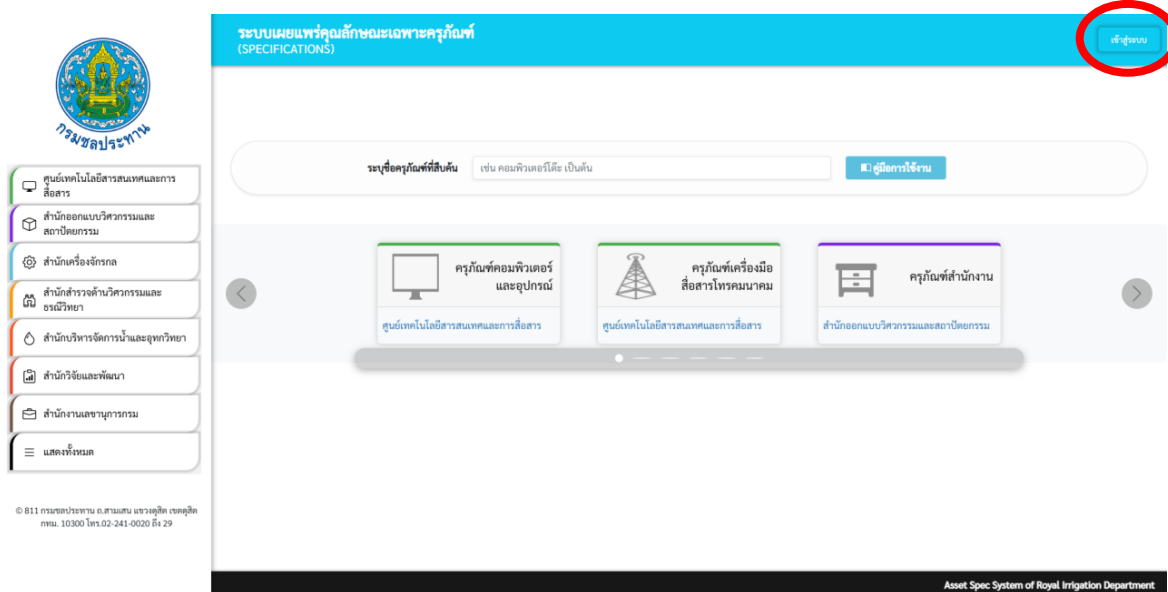 ระบบเผยแพร่คุณลักษณะเฉพาะครุภัณฑ์
(SPECIFICATIONS)
เข้าสู่ระบบ
กรมชลประทาน
ศูนย์เทคโนโลยีสารสนเทศและการ
สื่อสาร
สำนักออกแบบวิศวกรรมและ
สถาปัตยกรรม
สำนักเครื่องจักรกล
สำนักสำรวจด้านวิศวกรรมและ
ธรณีวิทยา
สำนักบริหารจัดการน้ำและอุทกวิทยา
สำนักวิจัยและพัฒนา
สำนักงานเลขานุการกรม
แสดงทั้งหมด
© 811 กรมชลประทาน ถ.สามเสน แขวงดุสิต เขตดุสิต
กทม. 10300 โทร.02-241-0020 ถึง 29
ระบุชื่อครุภัณฑ์ที่สืบค้น
เช่น คอมพิวเตอร์โต๊ะ เป็นต้น
คู่มือการใช้งาน
ครุภัณฑ์คอมพิวเตอร์
และอุปกรณ์
ศูนย์เทคโนโลยีสารสนเทศและการสื่อสาร
ครุภัณฑ์เครื่องมือ
สื่อสารโทรคมนาคม
ศูนย์เทคโนโลยีสารสนเทศและการสื่อสาร
ครุภัณฑ์สำนักงาน
สำนักออกแบบวิศวกรรมและสถาปัตยกรรม
Asset Spec System of Royal Irrigation Department